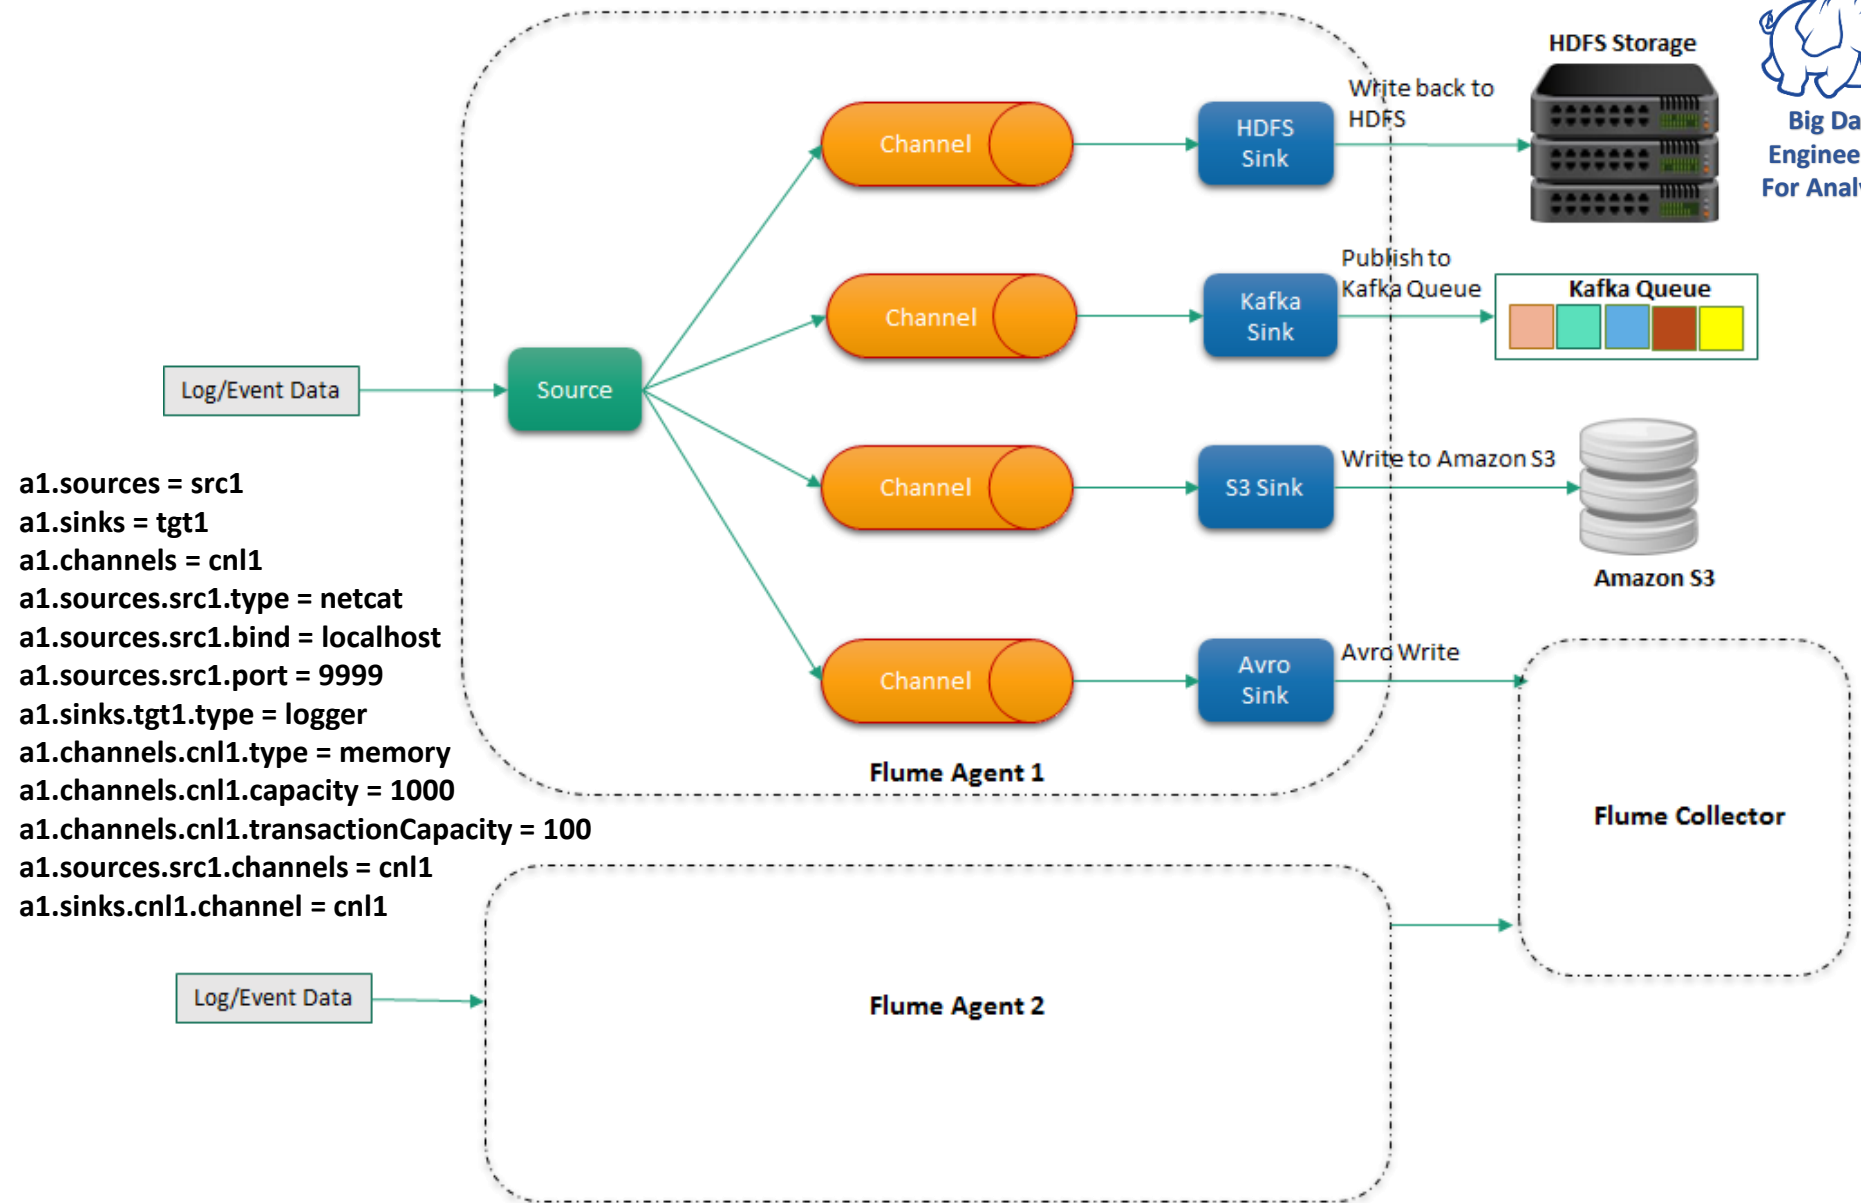 HDFS Storage
Write back to
HDFS
Channel
HDFS
Sink
Big Da
For
Publish to
Kafka Queue
Channel
Kafka
Sink
Kafka Queue
Log/Event Data
Source
Channel
S3 Sink
Write to Amazon S3
Amazon S3
a1.sources = src1
a1.sinks = tgt1
a1.channels = cnl1
a1.sources.src1.type = netcat
a1.sources.src1.bind = localhost
a1.sources.src1.port = 9999
a1.sinks.tgt1.type = logger
a1.channels.cnl1.type = memory
a1.channels.cnl1.capacity = 1000
a1.channels.cnl1.transactionCapacity = 100
a1.sources.src1.channels = cnl1
a1.sinks.cnl1.channel = cnl1
Channel
Avro
Sink
Avro Write
Flume Agent 1
Flume Collector
Log/Event Data
Flume Agent 2